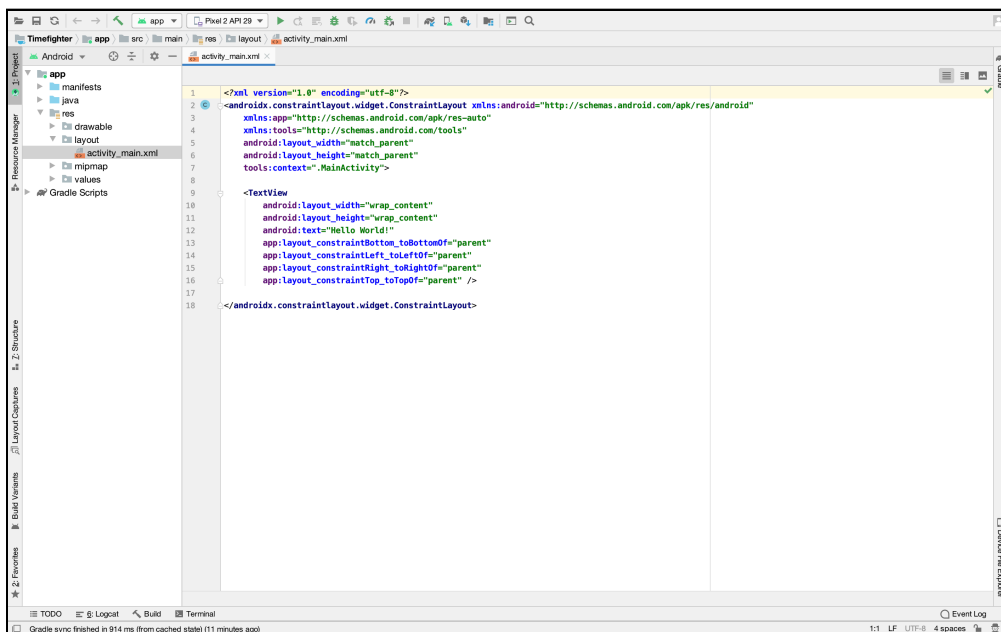 app
Pixel 2 API 29
Timefighter
app
src
main
res
layout
activity_main.xml
1: Project
Resource Manager
Z: Structure
Layout Captures
Build Variants
2: Favorites
Android
app
manifests
java
res
drawable
layout
activity_main.xml
mipmap
values
Gradle Scripts
activity_main.xml
1 <?xml version="1.0" encoding="utf-8"?>
2 C <androidx.constraintlayout.widget.ConstraintLayout xmlns:android="http://schemas.android.com/apk/res/android"
3 xmlns:app="http://schemas.android.com/apk/res-auto"
4 xmlns:tools="http://schemas.android.com/tools"
5 android:layout_width="match_parent"
6 android:layout_height="match_parent"
7 tools:context=".MainActivity">
8
9 <TextView
10 android:layout_width="wrap_content"
11 android:layout_height="wrap_content"
12 android:text="Hello World!"
13 app:layout_constraintBottom_toBottomOf="parent"
14 app:layout_constraintLeft_toLeftOf="parent"
15 app:layout_constraintRight_toRightOf="parent"
16 app:layout_constraintTop_toTopOf="parent" />
17
18 </androidx.constraintlayout.widget.ConstraintLayout>
Gradle
Device File Explorer
TODO
6: Logcat
Build
Terminal
Event Log
Gradle sync finished in 914 ms (from cached state) (11 minutes ago)
1:1 LF UTF-8 4 spaces